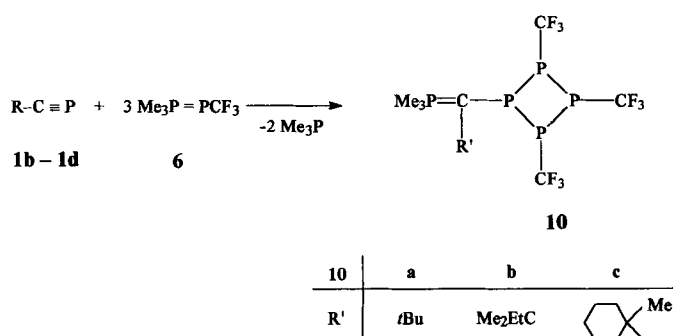 CF₃
R–C ≡ P + 3 Me₃P = PCF₃
-2 Me₃P
Me₃P=C–P
P
P–CF₃
P
R'
CF₃
1b – 1d 6
10
10 a b c
R' tBu Me₂EtC Me